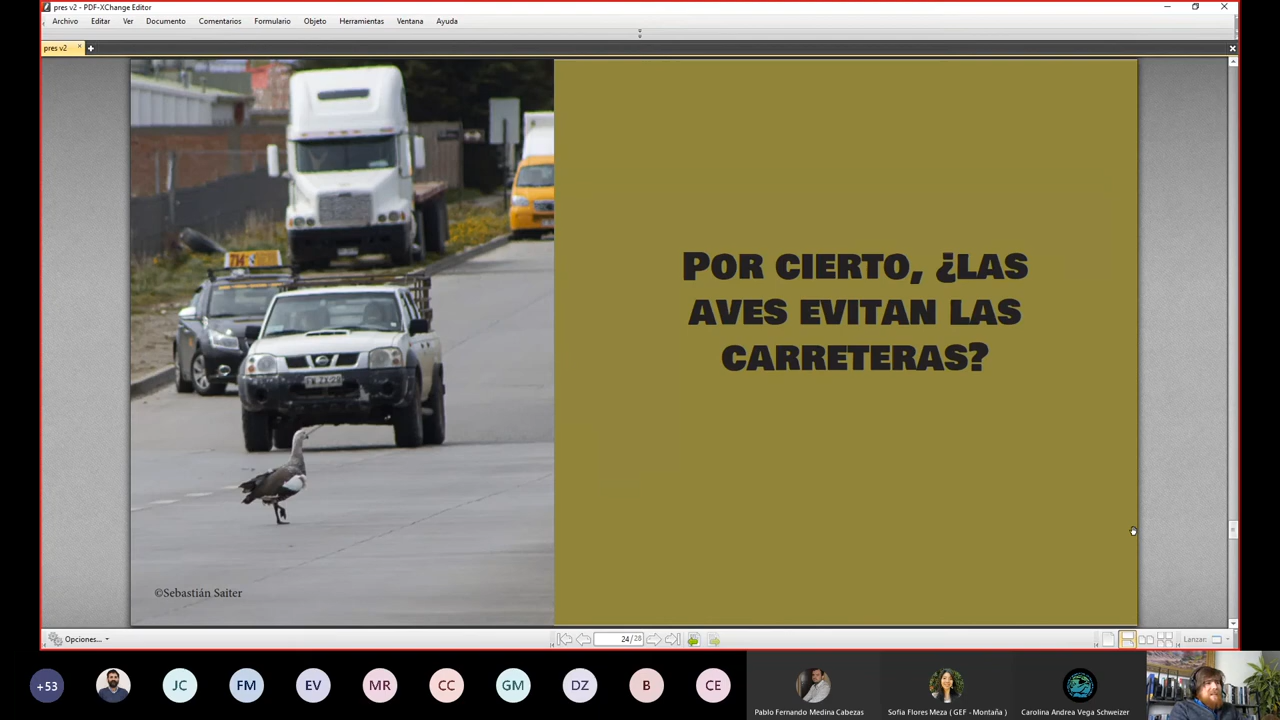 pres v2 - PDF-XChange Editor
Archivo Editar Ver Documento Comentarios Formulario Objeto Herramientas Ventana Ayuda
pres v2
714
POR CIERTO, ¿LAS
AVES EVITAN LAS
CARRETERAS?
©Sebastián Saiter
Opciones...
24 / 28
Lanzar:
+53 JC FM EV MR CC GM DZ B CE
Pablo Fernando Medina Cabezas
Sofia Flores Meza ( GEF - Montaña )
Carolina Andrea Vega Schweizer